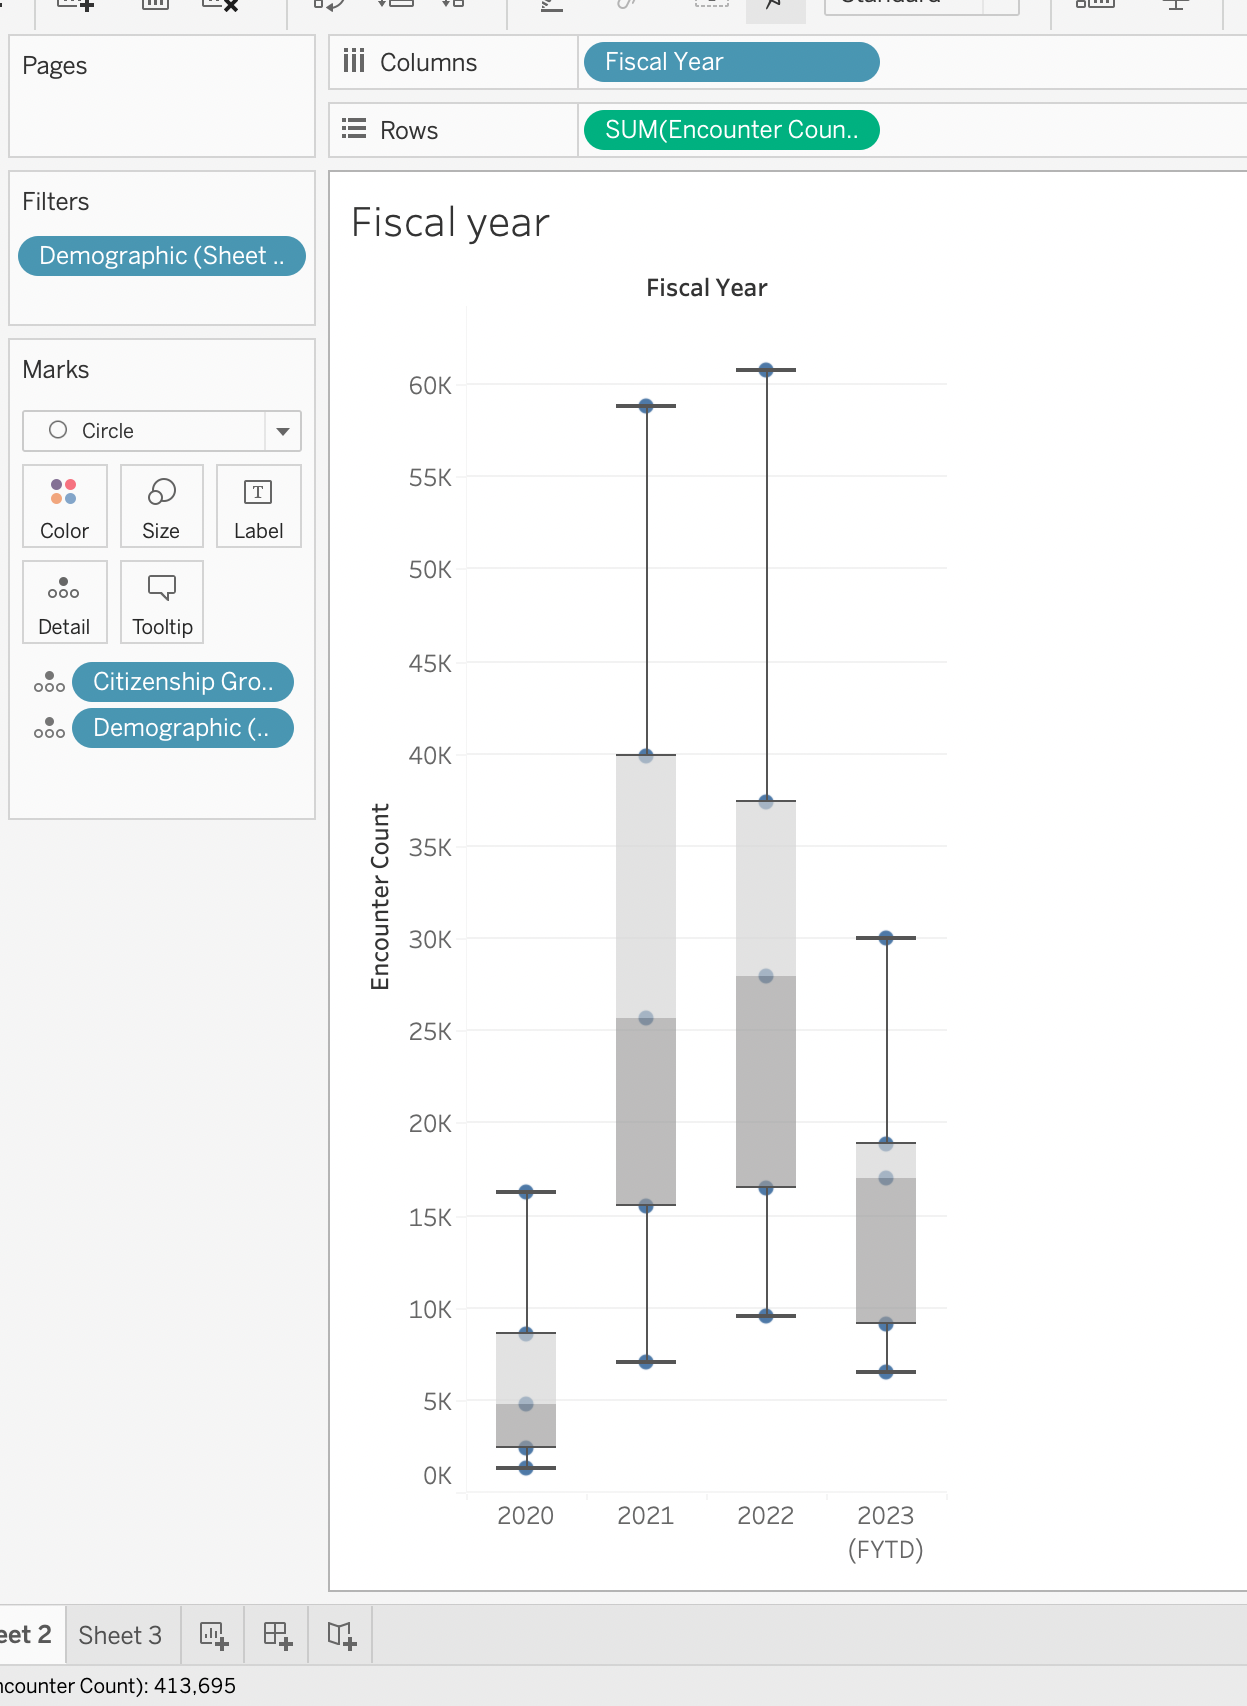 Pages
Columns
Fiscal Year
Rows
SUM(Encounter Coun..
Filters
Demographic (Sheet ..
Marks
Circle
Color
Size
T
Label
Detail
Tooltip
Citizenship Gro..
Demographic (..
Fiscal year
Fiscal Year
Encounter Count
60K
55K
50K
45K
40K
35K
30K
25K
20K
15K
10K
5K
0K
2020
2021
2022
2023
(FYTD)
eet 2
Sheet 3
ncounter Count): 413,695